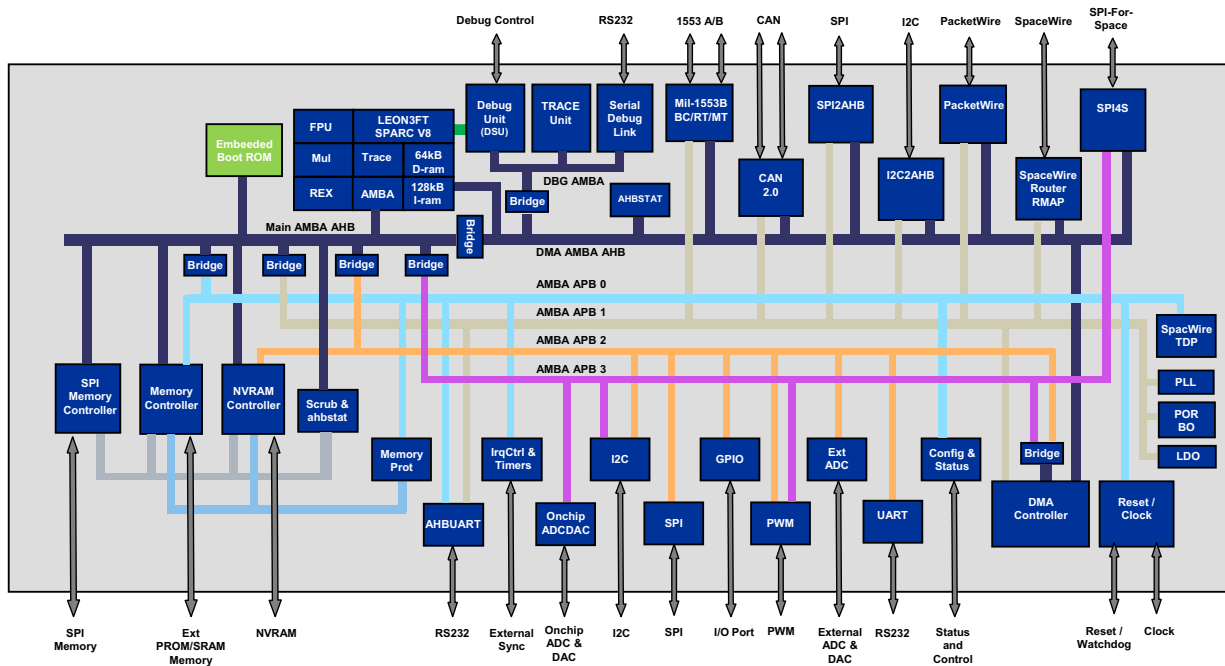 Debug Control
RS232
1553 A/B
CAN
SPI
I2C
PacketWire
SpaceWire
SPI-For-
Space
Embeeded
Boot ROM
FPU
LEON3FT
SPARC V8
Mul
Trace
64kB
D-ram
REX
AMBA
128kB
I-ram
Debug
Unit
(DSU)
TRACE
Unit
Serial
Debug
Link
Mil-1553B
BC/RT/MT
SPI2AHB
PacketWire
SPI4S
CAN
2.0
I2C2AHB
SpaceWire
Router
RMAP
DBG AMBA
Bridge
AHBSTAT
Main AMBA AHB
Bridge
DMA AMBA AHB
Bridge
Bridge
Bridge
Bridge
AMBA APB 0
AMBA APB 1
AMBA APB 2
AMBA APB 3
SpacWire
TDP
PLL
POR
BO
LDO
SPI
Memory
Controller
Memory
Controller
NVRAM
Controller
Scrub &
ahbstat
Memory
Prot
IrqCtrl &
Timers
I2C
GPIO
Ext
ADC
Config &
Status
Bridge
AHBUART
Onchip
ADCDAC
SPI
PWM
UART
DMA
Controller
Reset /
Clock
SPI
Memory
Ext
PROM/SRAM
Memory
NVRAM
RS232
External
Sync
Onchip
ADC &
DAC
I2C
SPI
I/O Port
PWM
External
ADC &
DAC
RS232
Status
and
Control
Reset /
Watchdog
Clock